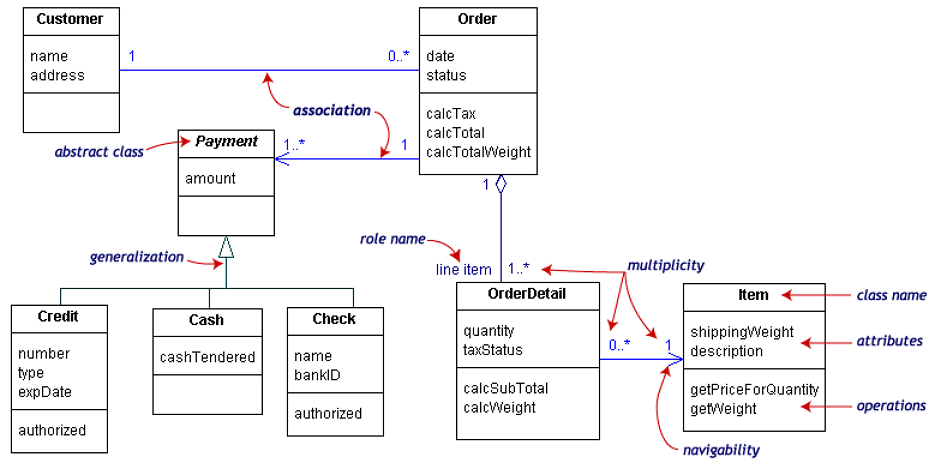 Customer
name
address
1
0..*
association
Order
date
status
calcTax
calcTotal
calcTotalWeight
abstract class
Payment
amount
1..*
1
generalization
1
role name
line item
1..*
multiplicity
Credit
number
type
expDate
authorized
Cash
cashTendered
Check
name
bankID
authorized
OrderDetail
quantity
taxStatus
calcSubTotal
calcWeight
0..*
1
navigability
Item
shippingWeight
description
getPriceForQuantity
getWeight
class name
attributes
operations